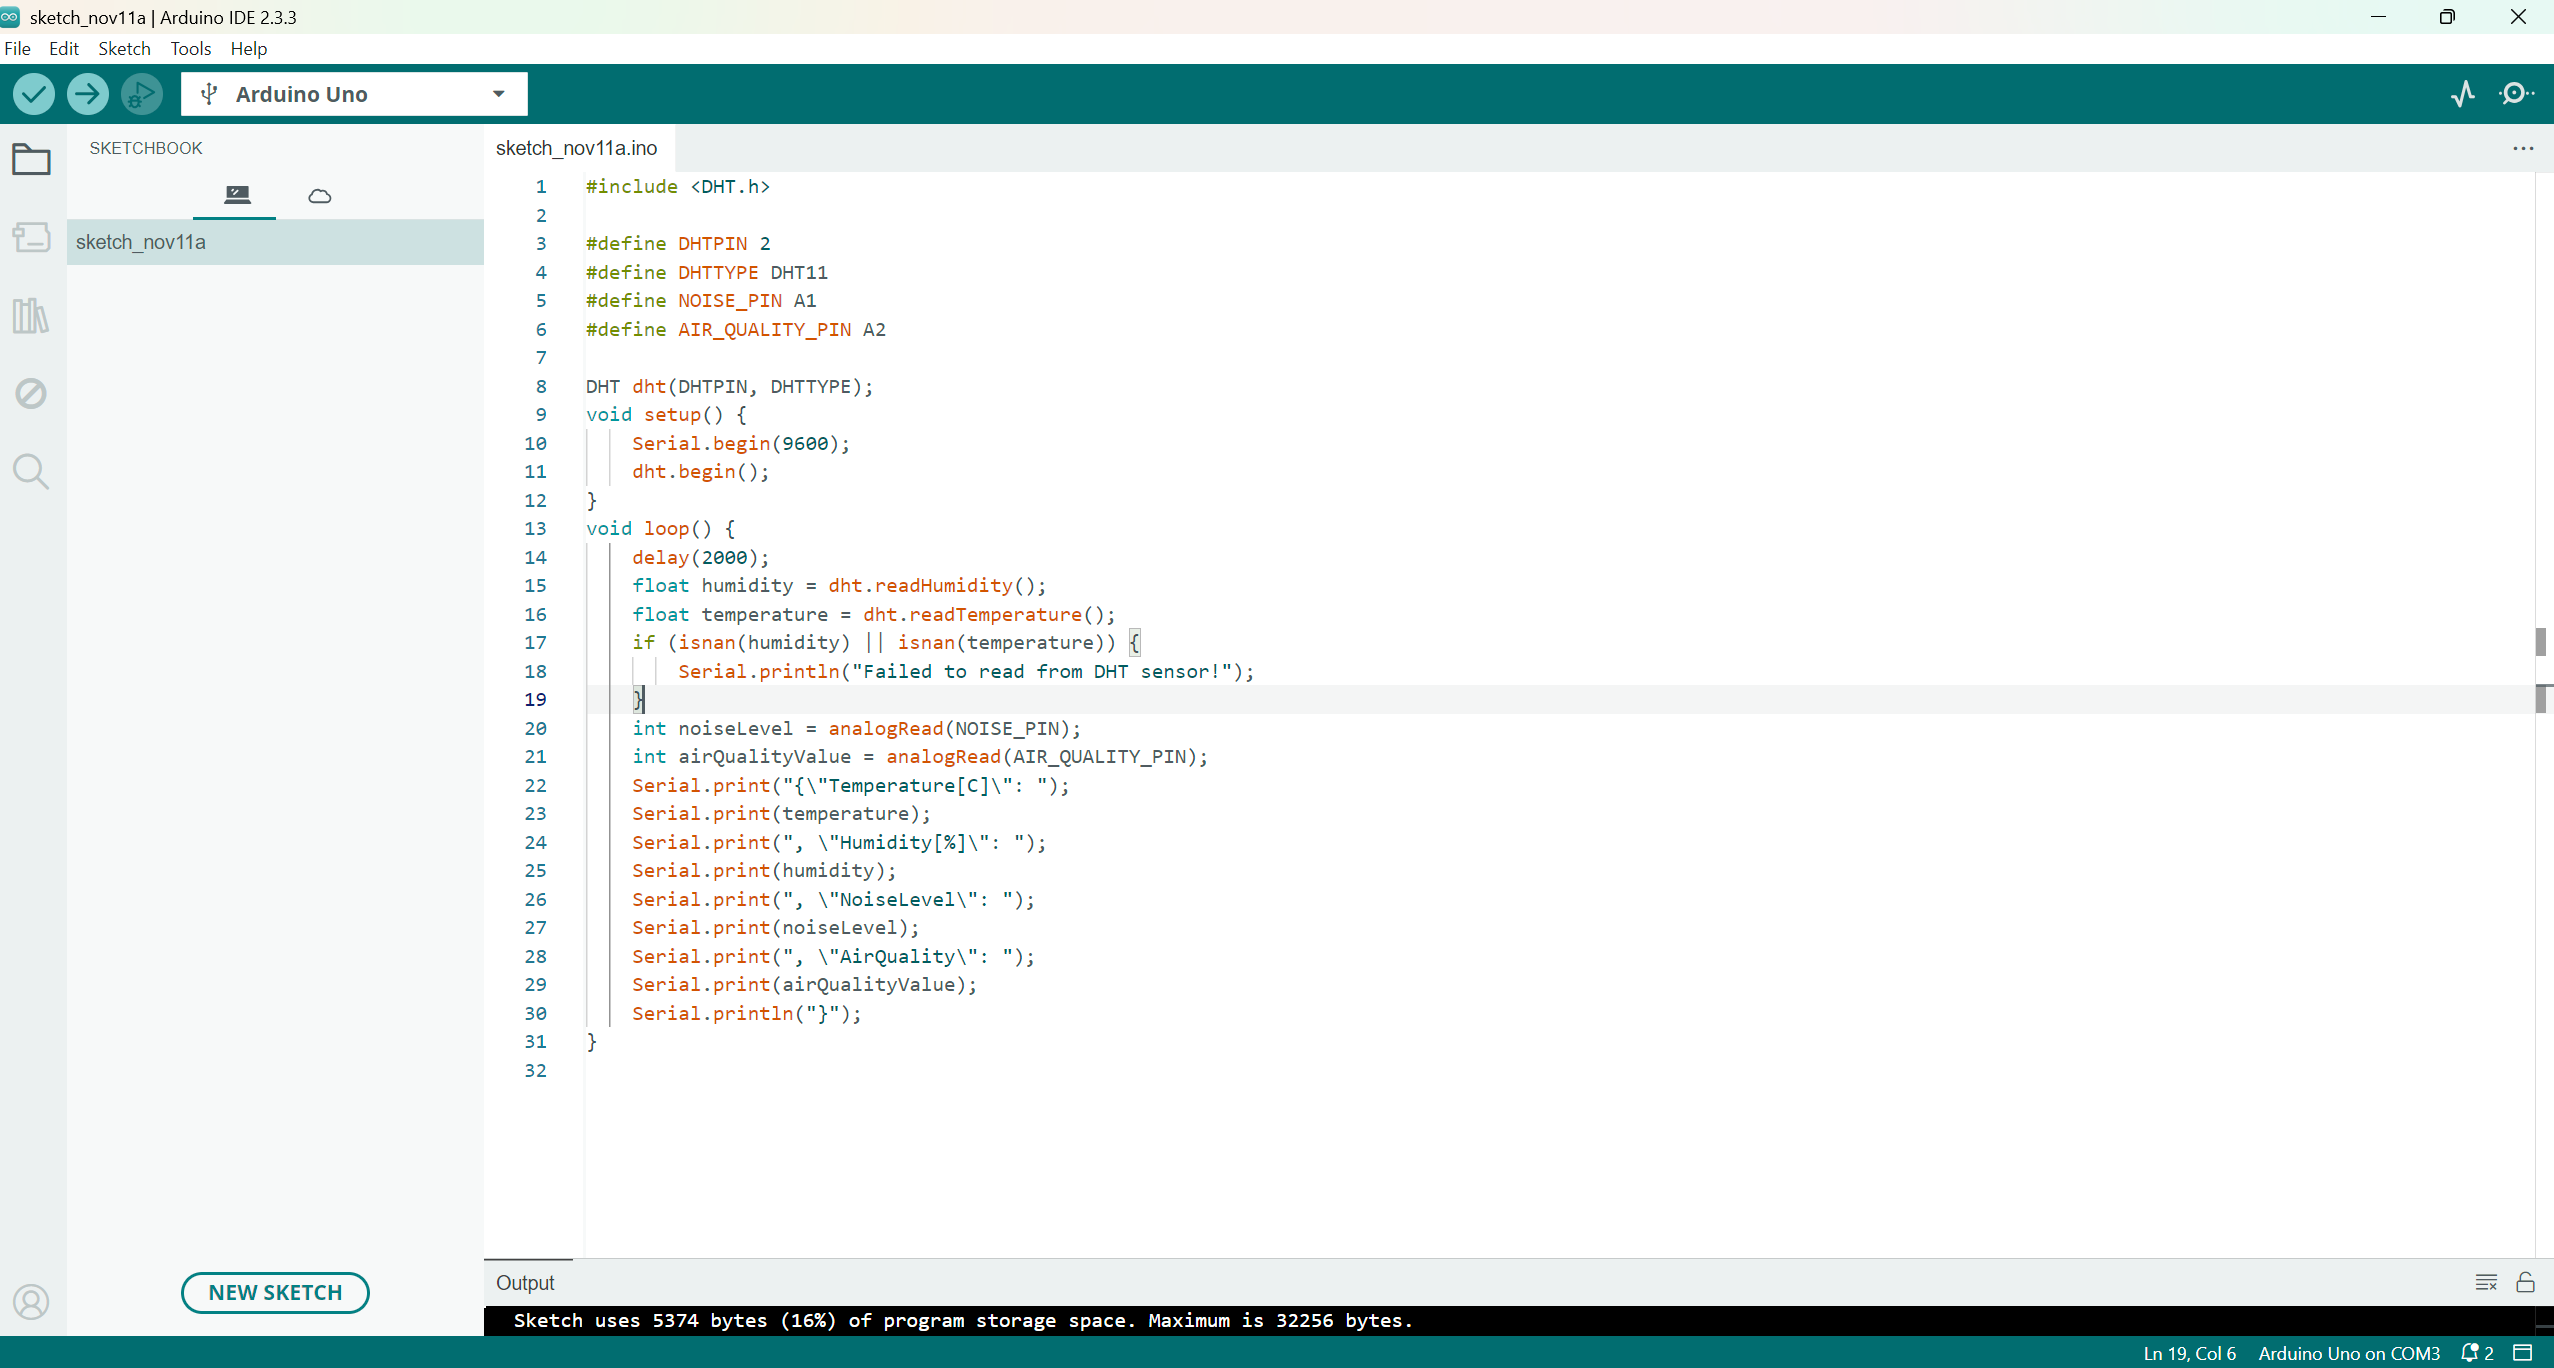 sketch_nov11a | Arduino IDE 2.3.3
File Edit Sketch Tools Help
Arduino Uno
SKETCHBOOK
sketch_nov11a
NEW SKETCH
sketch_nov11a.ino
1 #include <DHT.h>
2
3 #define DHTPIN 2
4 #define DHTTYPE DHT11
5 #define NOISE_PIN A1
6 #define AIR_QUALITY_PIN A2
7
8 DHT dht(DHTPIN, DHTTYPE);
9 void setup() {
10 Serial.begin(9600);
11 dht.begin();
12 }
13 void loop() {
14 delay(2000);
15 float humidity = dht.readHumidity();
16 float temperature = dht.readTemperature();
17 if (isnan(humidity) || isnan(temperature)) {
18 Serial.println("Failed to read from DHT sensor!");
19 }
20 int noiseLevel = analogRead(NOISE_PIN);
21 int airQualityValue = analogRead(AIR_QUALITY_PIN);
22 Serial.print("{\"Temperature[C]\": ");
23 Serial.print(temperature);
24 Serial.print(", \"Humidity[%]\": ");
25 Serial.print(humidity);
26 Serial.print(", \"NoiseLevel\": ");
27 Serial.print(noiseLevel);
28 Serial.print(", \"AirQuality\": ");
29 Serial.print(airQualityValue);
30 Serial.println("}");
31 }
32
Output
Sketch uses 5374 bytes (16%) of program storage space. Maximum is 32256 bytes.
Ln 19, Col 6 Arduino Uno on COM3 2